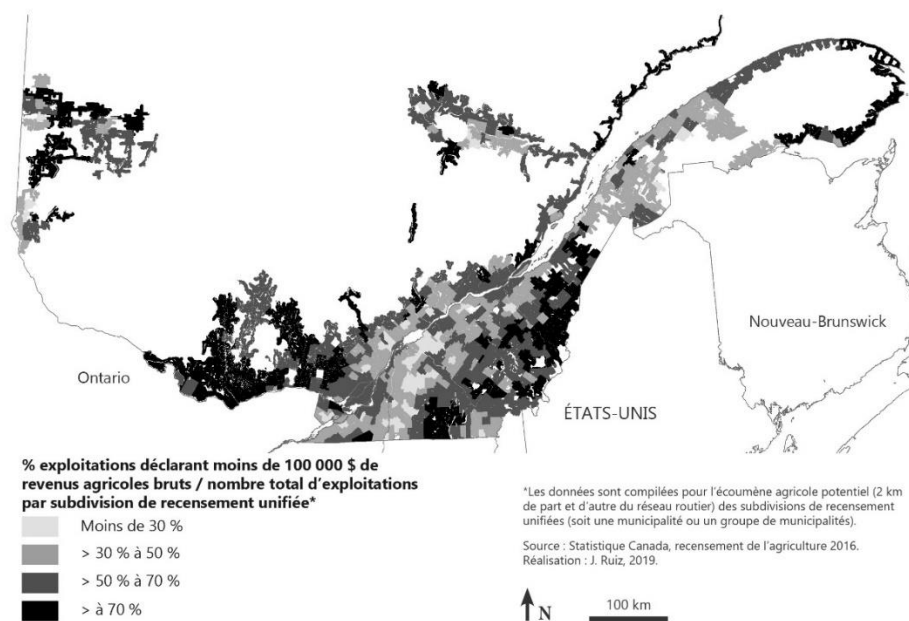 Ontario
Nouveau-Brunswick
ÉTATS-UNIS
% exploitations déclarant moins de 100 000 $ de
revenus agricoles bruts / nombre total d'exploitations
par subdivision de recensement unifiée*
Moins de 30 %
> 30 % à 50 %
> 50 % à 70 %
> à 70 %
*Les données sont compilées pour l'écoumène agricole potentiel (2 km
de part et d'autre du réseau routier) des subdivisions de recensement
unifiées (soit une municipalité ou un groupe de municipalités).
Source : Statistique Canada, recensement de l'agriculture 2016.
Réalisation : J. Ruiz, 2019.
N
100 km